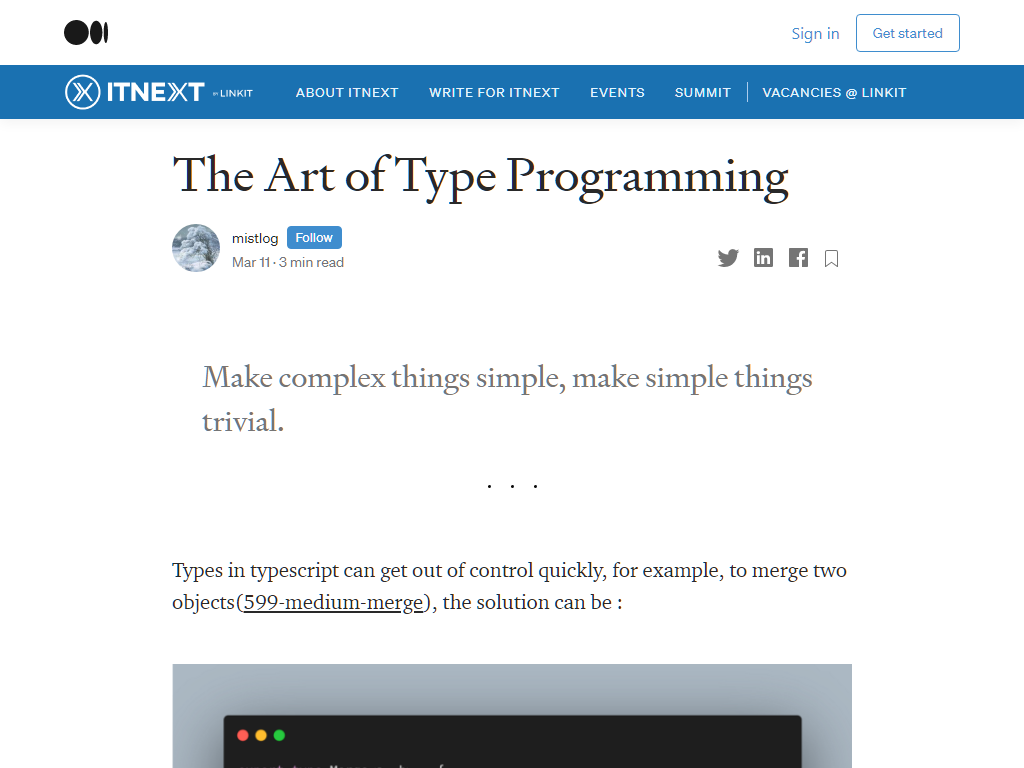 Sign in
Get started
ITNEXT BY LINKIT
ABOUT ITNEXT
WRITE FOR ITNEXT
EVENTS
SUMMIT
VACANCIES @ LINKIT
The Art of Type Programming
mistlog
Follow
Mar 11 · 3 min read
Make complex things simple, make simple things
trivial.
. . .
Types in typescript can get out of control quickly, for example, to merge two
objects(599-medium-merge), the solution can be :